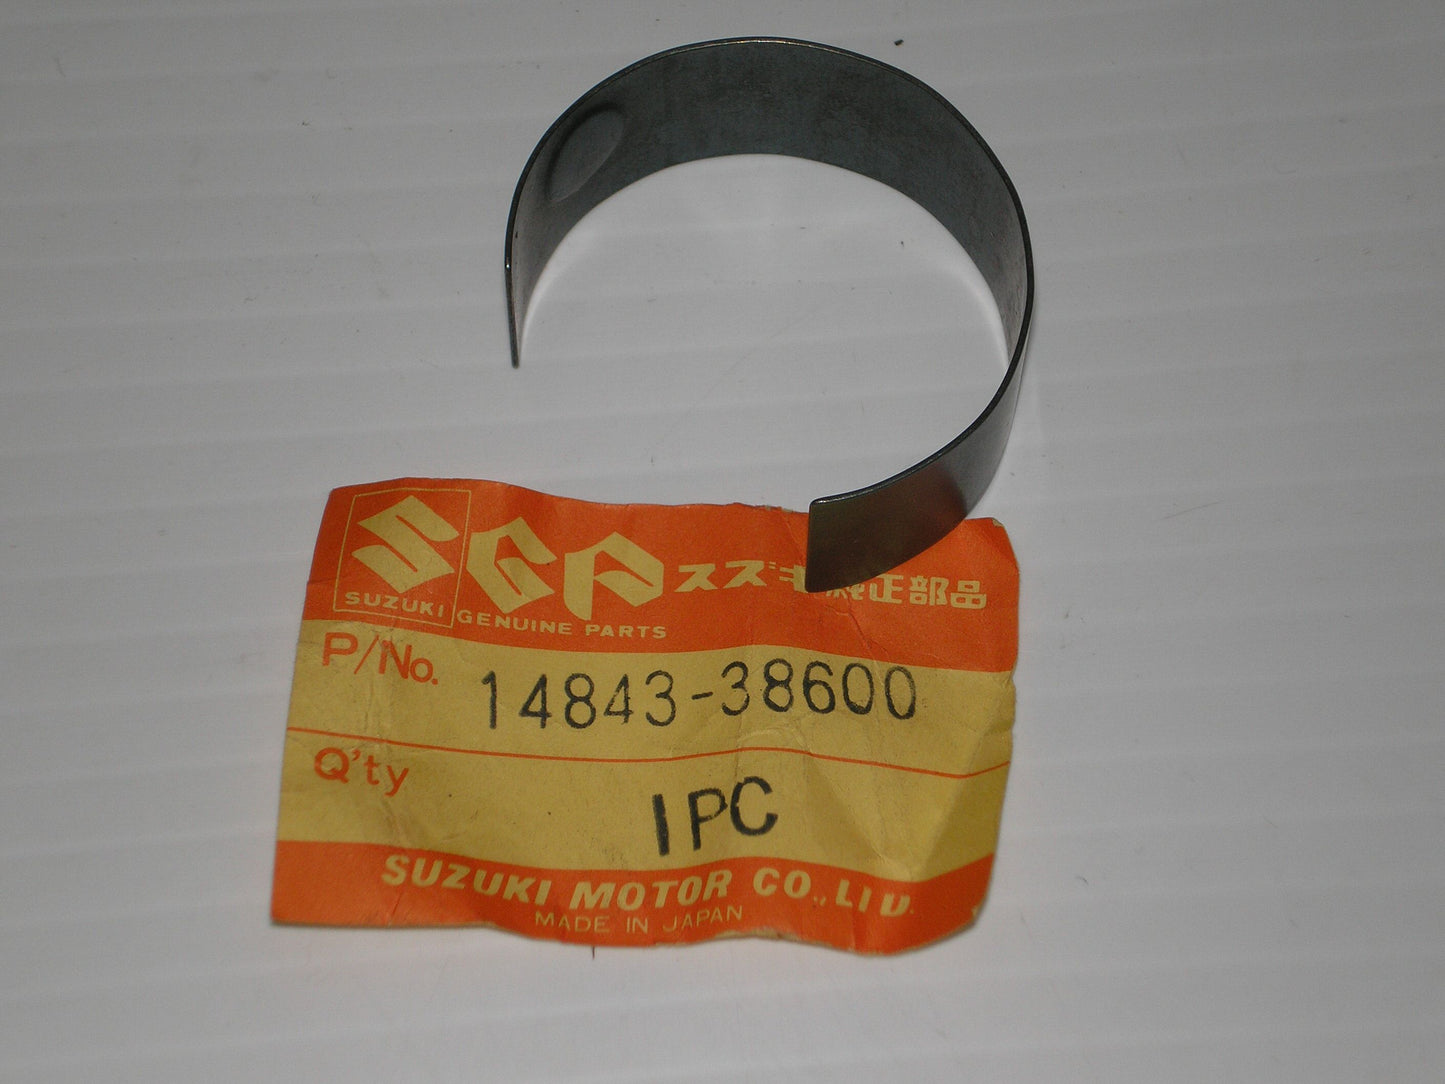 SUZUKI
SGP スズキ純正部品
GENUINE PARTS
P/No. 14843-38600
Q'ty 1PC
SUZUKI MOTOR CO.,LTD.
MADE IN JAPAN